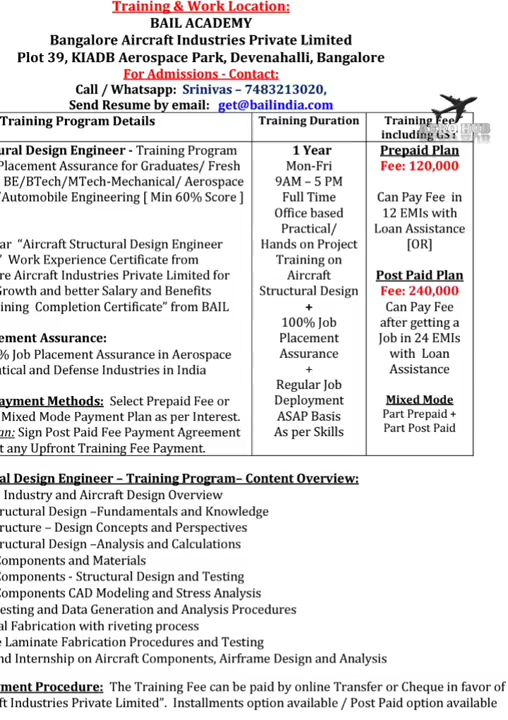 Training & Work Location:
BAIL ACADEMY
Bangalore Aircraft Industries Private Limited
Plot 39, KIADB Aerospace Park, Devenahalli, Bangalore
For Admissions - Contact:
Call / Whatsapp: Srinivas – 7483213020,
Send Resume by email: get@bailindia.com
Training Program Details
ural Design Engineer - Training Program
Placement Assurance for Graduates/ Fresh
BE/BTech/MTech-Mechanical/ Aerospace
/Automobile Engineering [ Min 60% Score ]
ar “Aircraft Structural Design Engineer
” Work Experience Certificate from
re Aircraft Industries Private Limited for
Growth and better Salary and Benefits
ining Completion Certificate” from BAIL
ement Assurance:
% Job Placement Assurance in Aerospace
utical and Defense Industries in India
ayment Methods: Select Prepaid Fee or
Mixed Mode Payment Plan as per Interest.
an: Sign Post Paid Fee Payment Agreement
t any Upfront Training Fee Payment.
Training Duration
1 Year
Mon-Fri
9AM – 5 PM
Full Time
Office based
Practical/
Hands on Project
Training on
Aircraft
Structural Design
+
100% Job
Placement
Assurance
+
Regular Job
Deployment
ASAP Basis
As per Skills
Training Fee
including GST
AERO HUB
Prepaid Plan
Fee: 120,000
Can Pay Fee in
12 EMIs with
Loan Assistance
[OR]
Post Paid Plan
Fee: 240,000
Can Pay Fee
after getting a
Job in 24 EMIs
with Loan
Assistance
Mixed Mode
Part Prepaid +
Part Post Paid
al Design Engineer – Training Program– Content Overview:
Industry and Aircraft Design Overview
tructural Design –Fundamentals and Knowledge
ructure – Design Concepts and Perspectives
tructural Design –Analysis and Calculations
Components and Materials
Components - Structural Design and Testing
Components CAD Modeling and Stress Analysis
esting and Data Generation and Analysis Procedures
al Fabrication with riveting process
e Laminate Fabrication Procedures and Testing
nd Internship on Aircraft Components, Airframe Design and Analysis
yment Procedure: The Training Fee can be paid by online Transfer or Cheque in favor of
ft Industries Private Limited”. Installments option available / Post Paid option available